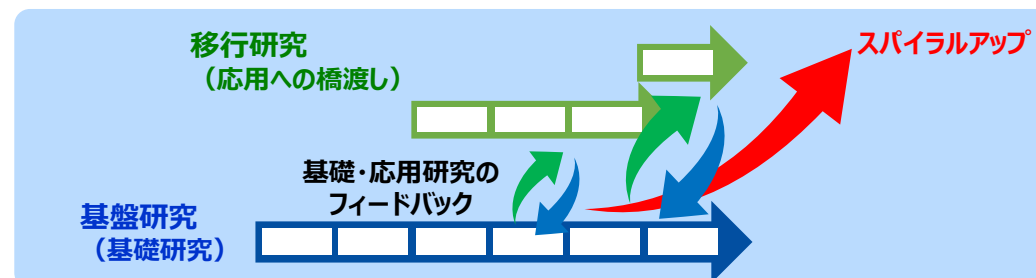 移行研究
（応用への橋渡し）
スパイラルアップ
基礎・応用研究の
フィードバック
基盤研究
（基礎研究）